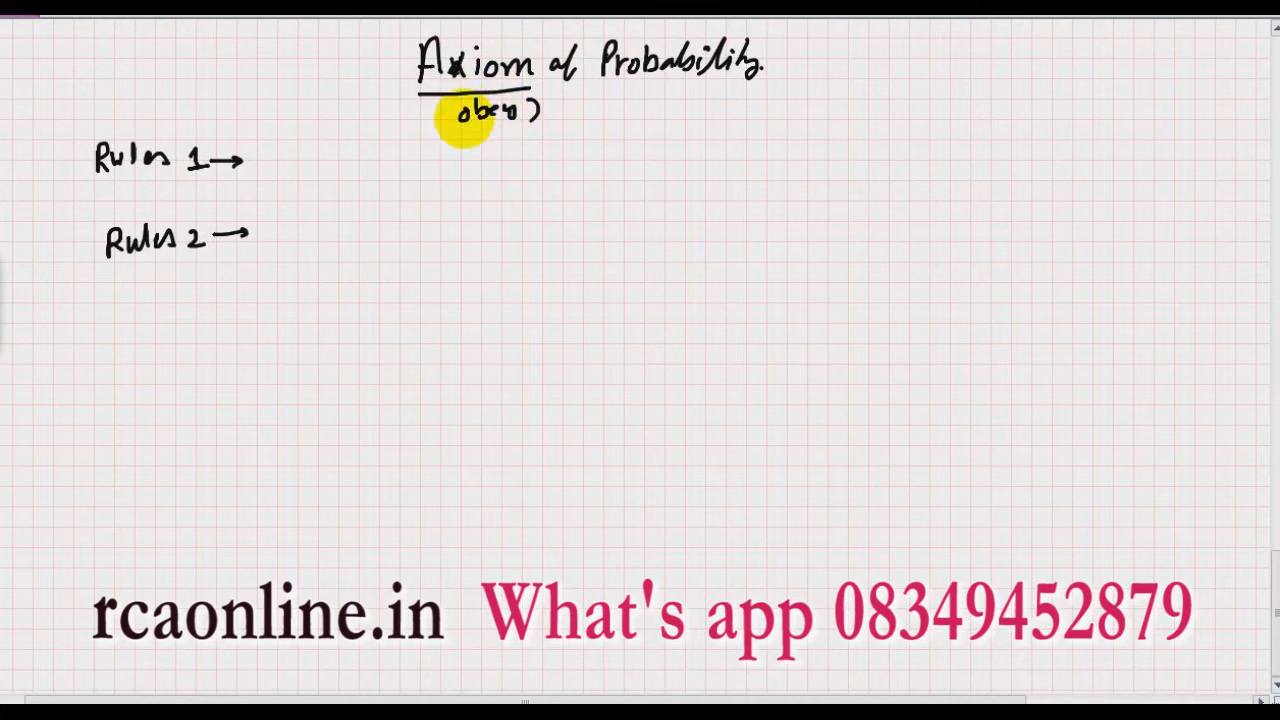 Axiom of Probability.
Rules 1→
Rules 2→
rcaonline.in What's app 08349452879